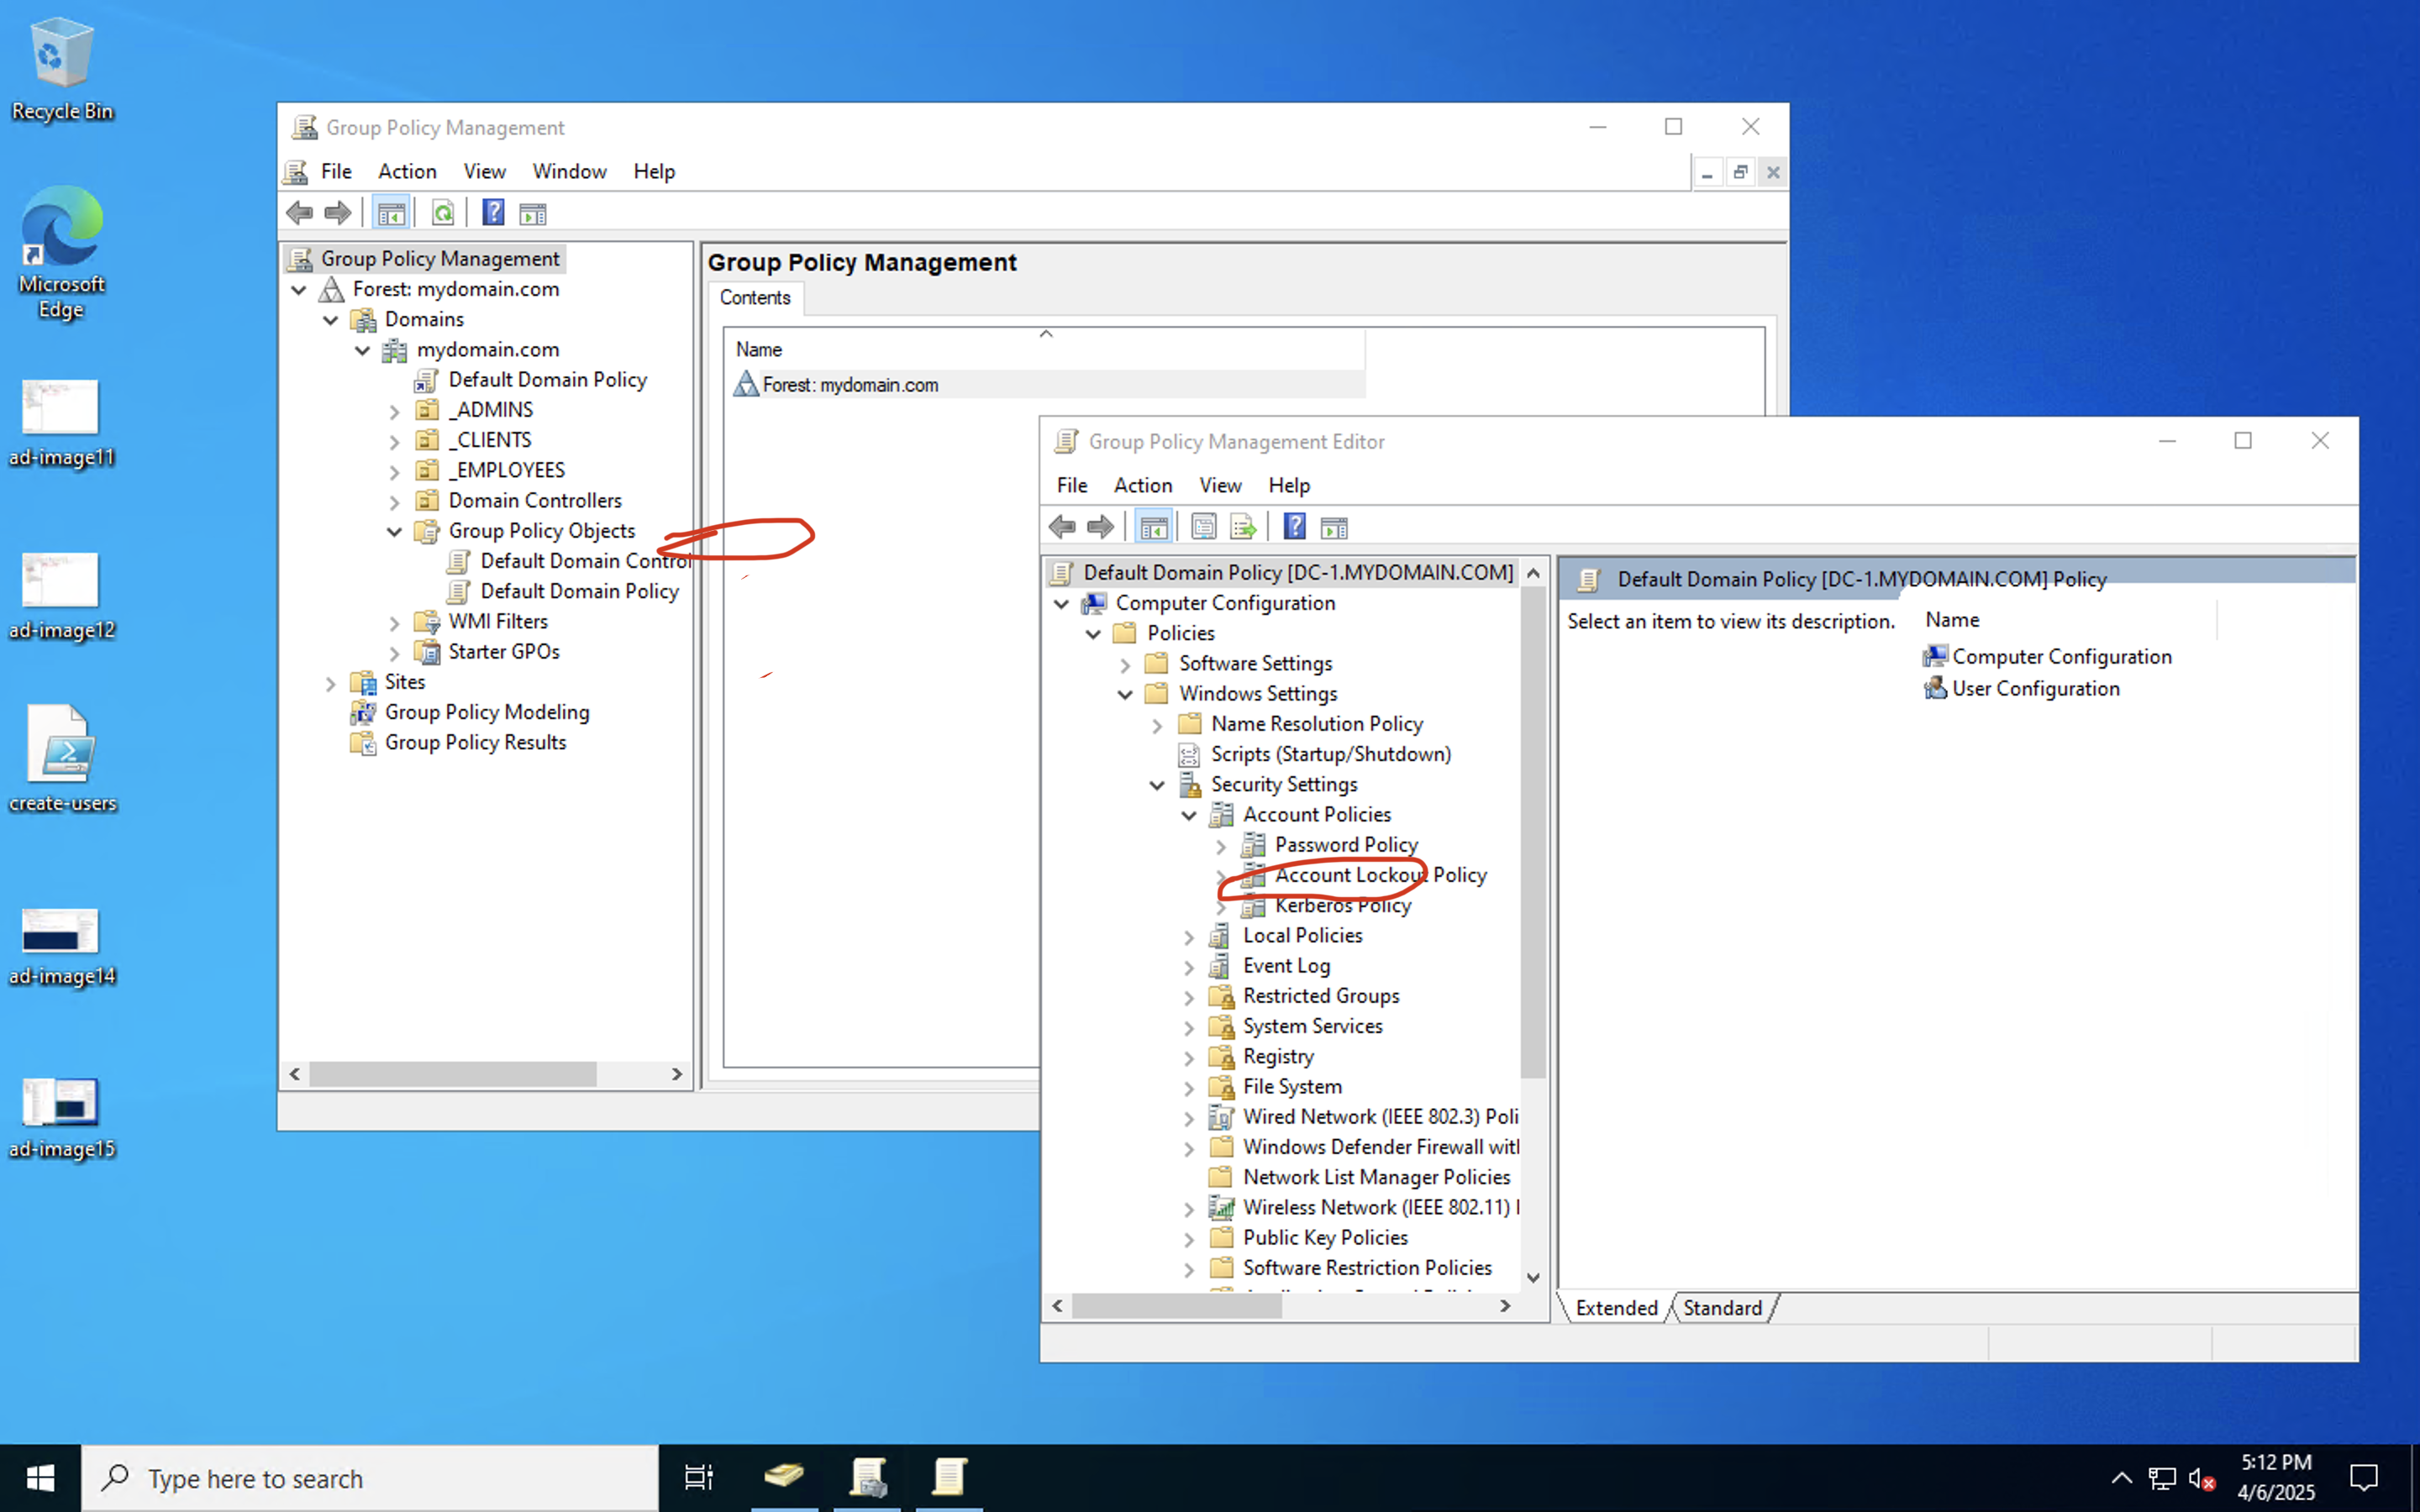 Recycle Bin
Microsoft
Edge
ad-image11
ad-image12
create-users
ad-image14
ad-image15
Group Policy Management
File Action View Window Help
Group Policy Management
Forest: mydomain.com
Domains
mydomain.com
Default Domain Policy
_ADMINS
_CLIENTS
_EMPLOYEES
Domain Controllers
Group Policy Objects
Default Domain Control
Default Domain Policy
WMI Filters
Starter GPOs
Sites
Group Policy Modeling
Group Policy Results
Group Policy Management
Contents
Name
Forest: mydomain.com
Group Policy Management Editor
File Action View Help
Default Domain Policy [DC-1.MYDOMAIN.COM]
Computer Configuration
Policies
Software Settings
Windows Settings
Name Resolution Policy
Scripts (Startup/Shutdown)
Security Settings
Account Policies
Password Policy
Account Lockout Policy
Kerberos Policy
Local Policies
Event Log
Restricted Groups
System Services
Registry
File System
Wired Network (IEEE 802.3) Poli
Windows Defender Firewall with
Network List Manager Policies
Wireless Network (IEEE 802.11)
Public Key Policies
Software Restriction Policies
Default Domain Policy [DC-1.MYDOMAIN.COM] Policy
Select an item to view its description.
Name
Computer Configuration
User Configuration
Extended Standard
Type here to search
5:12 PM
4/6/2025